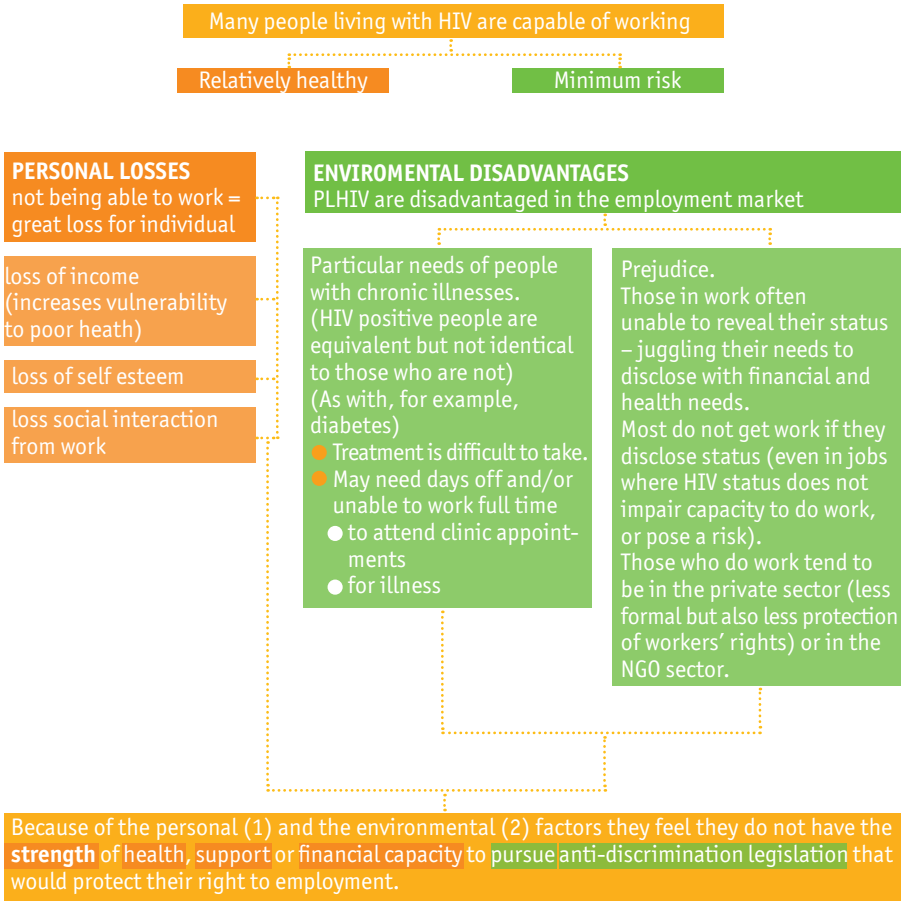 Many people living with HIV are capable of working
Relatively healthy
Minimum risk
PERSONAL LOSSES
not being able to work =
great loss for individual
loss of income
(increases vulnerability
to poor heath)
loss of self esteem
loss social interaction
from work
ENVIROMENTAL DISADVANTAGES
PLHIV are disadvantaged in the employment market
Particular needs of people
with chronic illnesses.
(HIV positive people are
equivalent but not identical
to those who are not)
(As with, for example,
diabetes)
● Treatment is difficult to take.
● May need days off and/or
unable to work full time
● to attend clinic appoint-
ments
● for illness
Prejudice.
Those in work often
unable to reveal their status
– juggling their needs to
disclose with financial and
health needs.
Most do not get work if they
disclose status (even in jobs
where HIV status does not
impair capacity to do work,
or pose a risk).
Those who do work tend to
be in the private sector (less
formal but also less protection
of workers’ rights) or in the
NGO sector.
Because of the personal (1) and the environmental (2) factors they feel they do not have the
strength of health, support or financial capacity to pursue anti-discrimination legislation that
would protect their right to employment.